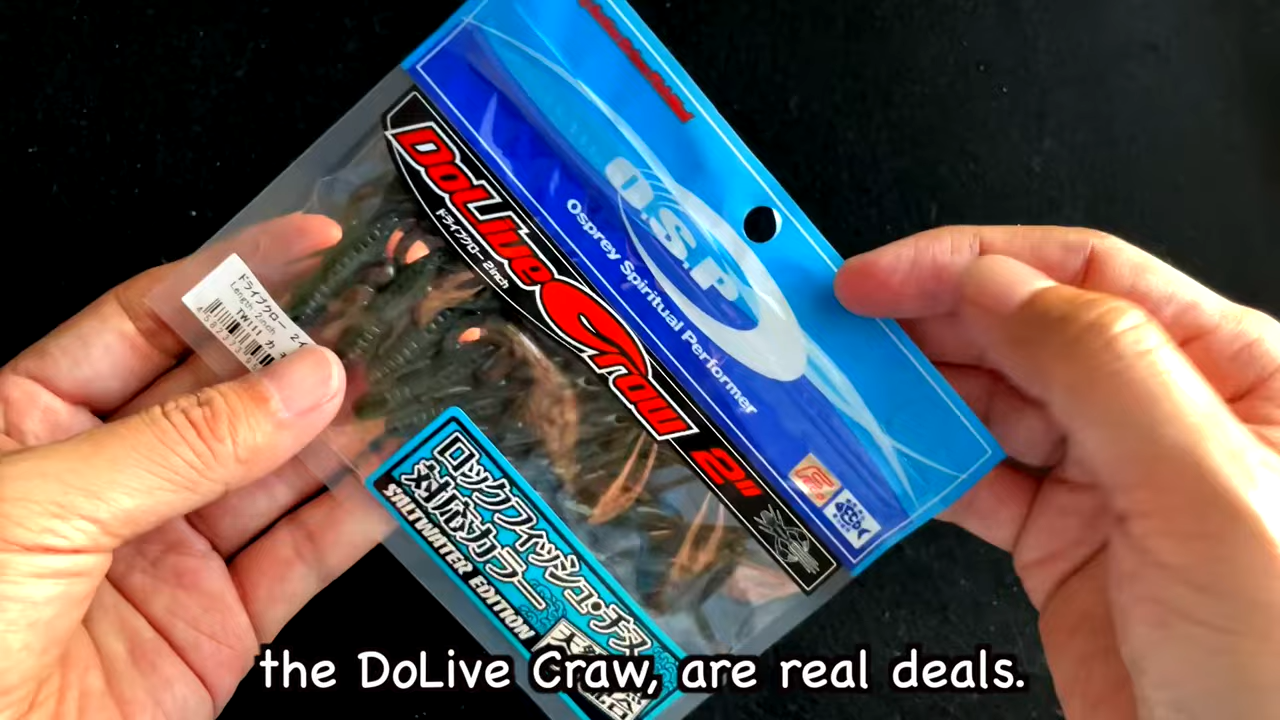 O.S.P
Osprey Spiritual Performer
DoLive Craw 2"
ドライブクロー 2inch
ドライブクロー
Length 2inch
TW111
ロックフィッシュ・チヌ
対応カラー
SALTWATER EDITION
the DoLive Craw, are real deals.